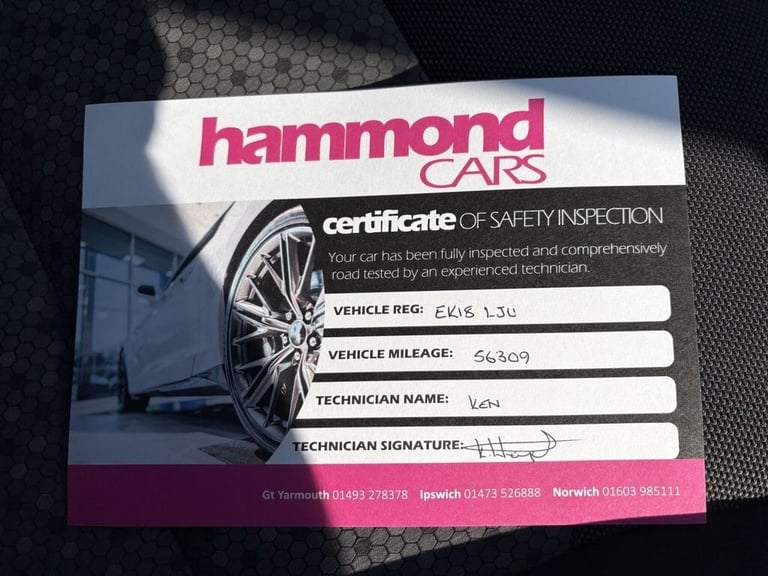 hammond
CARS
certificate OF SAFETY INSPECTION
Your car has been fully inspected and comprehensively
road tested by an experienced technician.
VEHICLE REG: EK18 LJU
VEHICLE MILEAGE: 56309
TECHNICIAN NAME: KEN
TECHNICIAN SIGNATURE:
Gt Yarmouth 01493 278378 Ipswich 01473 526888 Norwich 01603 985111